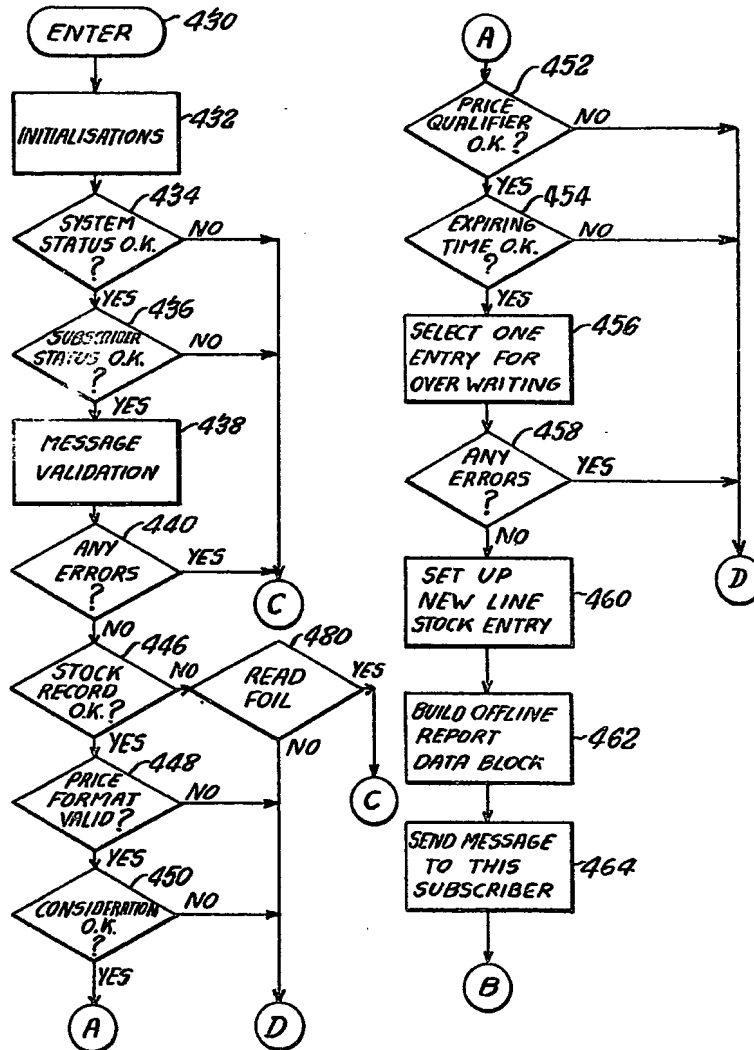 ENTER
430
INITIALISATIONS
432
434
SYSTEM
STATUS O.K.
?
NO
YES
436
SUBSCRIBER
STATUS O.K.
?
NO
YES
438
MESSAGE
VALIDATION
440
ANY
ERRORS
?
YES
C
NO
446
STOCK
RECORD
O.K.?
NO
480
READ
FOIL
YES
C
NO
YES
448
PRICE
FORMAT
VALID?
NO
YES
450
CONSIDERATION
O.K.
?
NO
YES
A
D
A
452
PRICE
QUALIFIER
O.K.?
NO
YES
454
EXPIRING
TIME O.K.
?
NO
YES
SELECT ONE
ENTRY FOR
OVER WAITING
456
458
ANY
ERRORS
?
YES
D
NO
SET UP
NEW LINE
STOCK ENTRY
460
BUILD OFFLINE
REPORT
DATA BLOCK
462
SEND MESSAGE
TO THIS
SUBSCRIBER
464
B